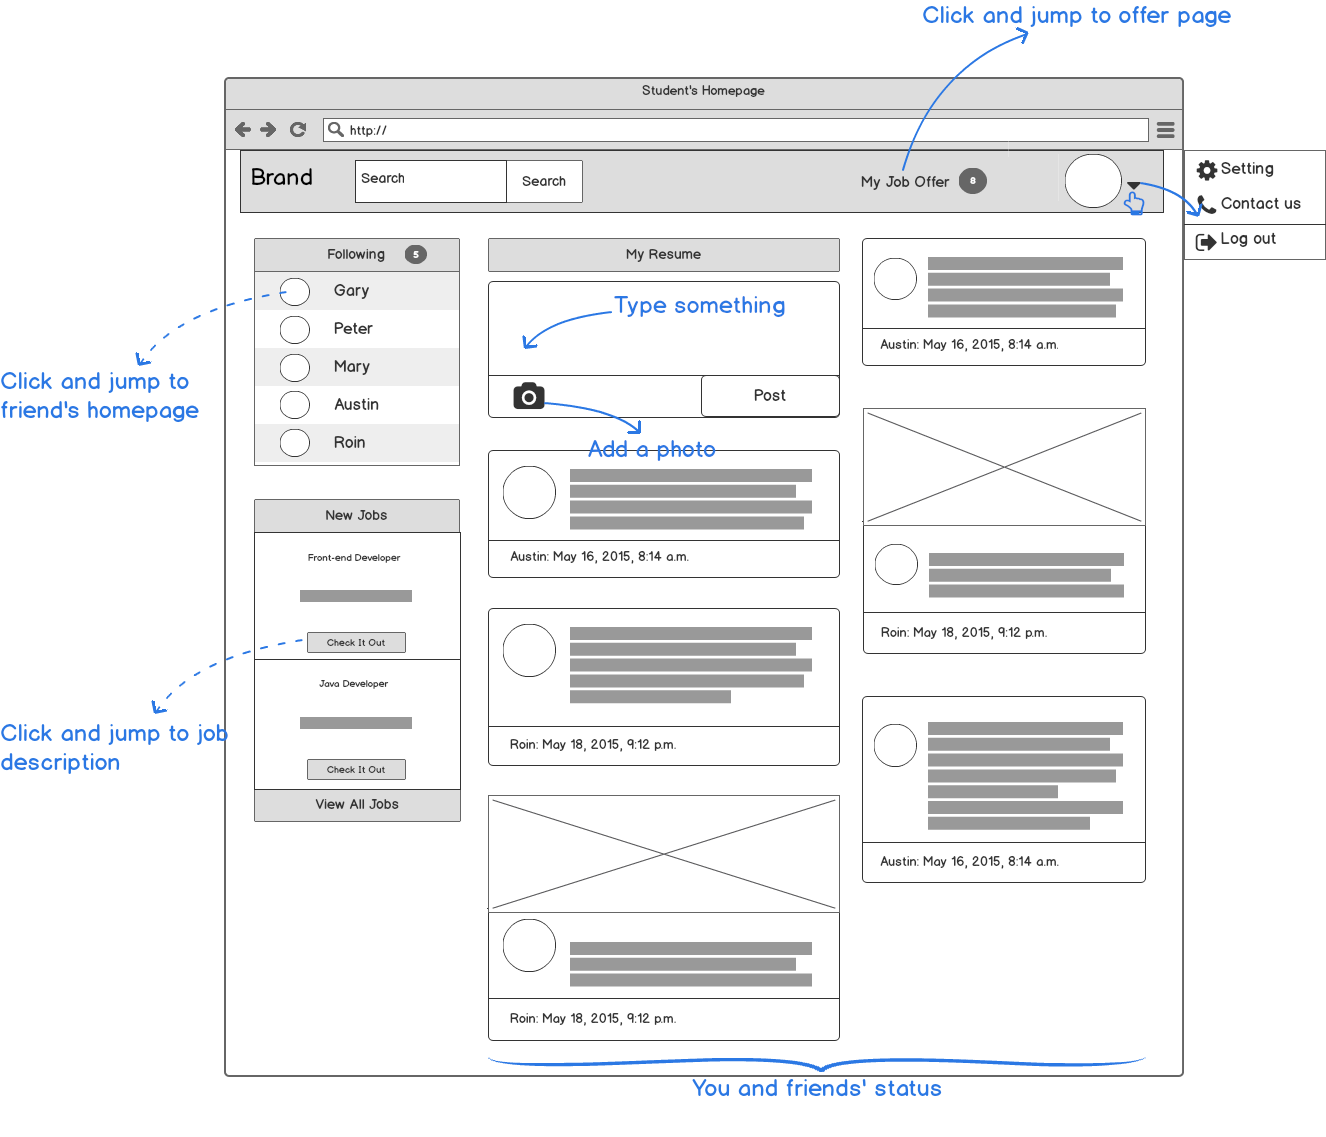 Click and jump to offer page
Student's Homepage
http://
Brand
Search
Search
My Job Offer
8
Setting
Contact us
Log out
Following
5
Gary
Peter
Mary
Austin
Roin
Click and jump to
friend's homepage
New Jobs
Front-end Developer
Check It Out
Java Developer
Check It Out
View All Jobs
Click and jump to job
description
My Resume
Type something
Post
Add a photo
Austin: May 16, 2015, 8:14 a.m.
Roin: May 18, 2015, 9:12 p.m.
Roin: May 18, 2015, 9:12 p.m.
Austin: May 16, 2015, 8:14 a.m.
Roin: May 18, 2015, 9:12 p.m.
Austin: May 16, 2015, 8:14 a.m.
You and friends' status